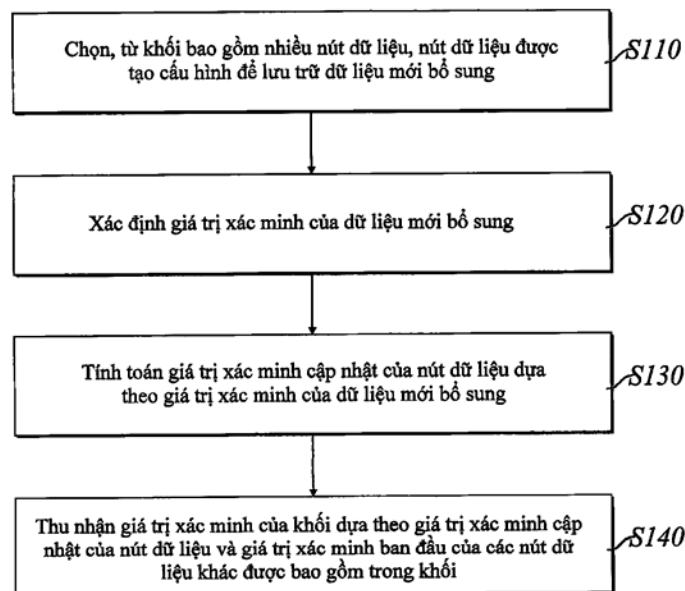 Chọn, từ khối bao gồm nhiều nút dữ liệu, nút dữ liệu được
tạo cấu hình để lưu trữ dữ liệu mới bổ sung
S110
Xác định giá trị xác minh của dữ liệu mới bổ sung
S120
Tính toán giá trị xác minh cập nhật của nút dữ liệu dựa
theo giá trị xác minh của dữ liệu mới bổ sung
S130
Thu nhận giá trị xác minh của khối dựa theo giá trị xác minh cập
nhật của nút dữ liệu và giá trị xác minh ban đầu của các nút dữ
liệu khác được bao gồm trong khối
S140